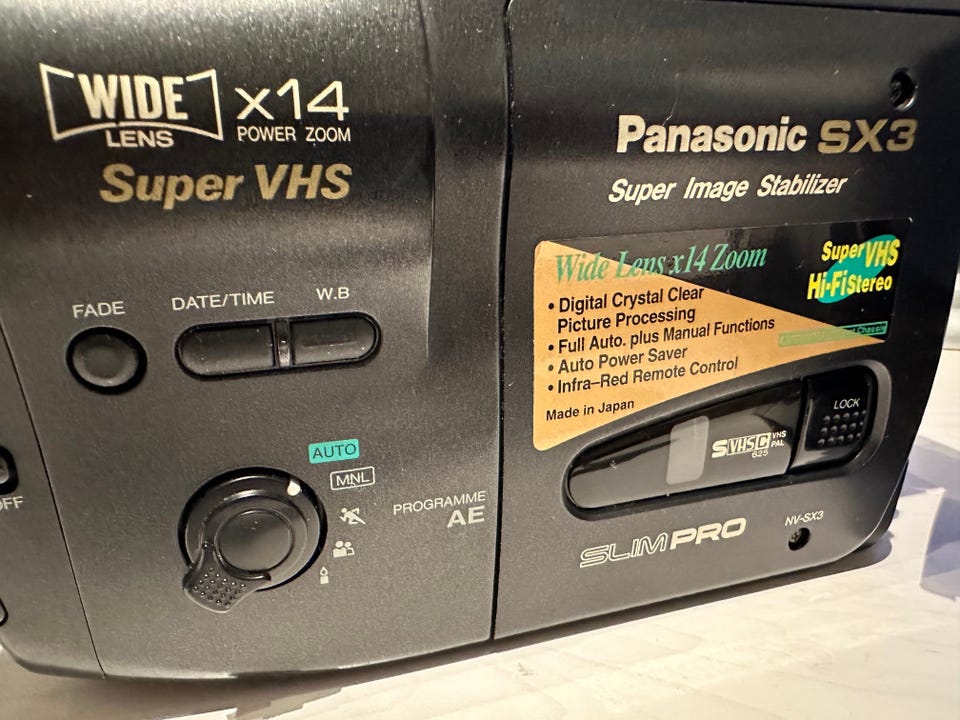 WIDE
LENS
x14
POWER ZOOM
Super VHS
FADE
DATE/TIME
W.B
AUTO
MNL
PROGRAMME
AE
OFF
Panasonic SX3
Super Image Stabilizer
Wide Lens x14 Zoom
Super VHS
Hi-Fi Stereo
• Digital Crystal Clear
Picture Processing
• Full Auto. plus Manual Functions
• Auto Power Saver
• Infra-Red Remote Control
Chassis
Made in Japan
LOCK
SVHSC VHS
PAL
625
SLIMPRO
NV-SX3